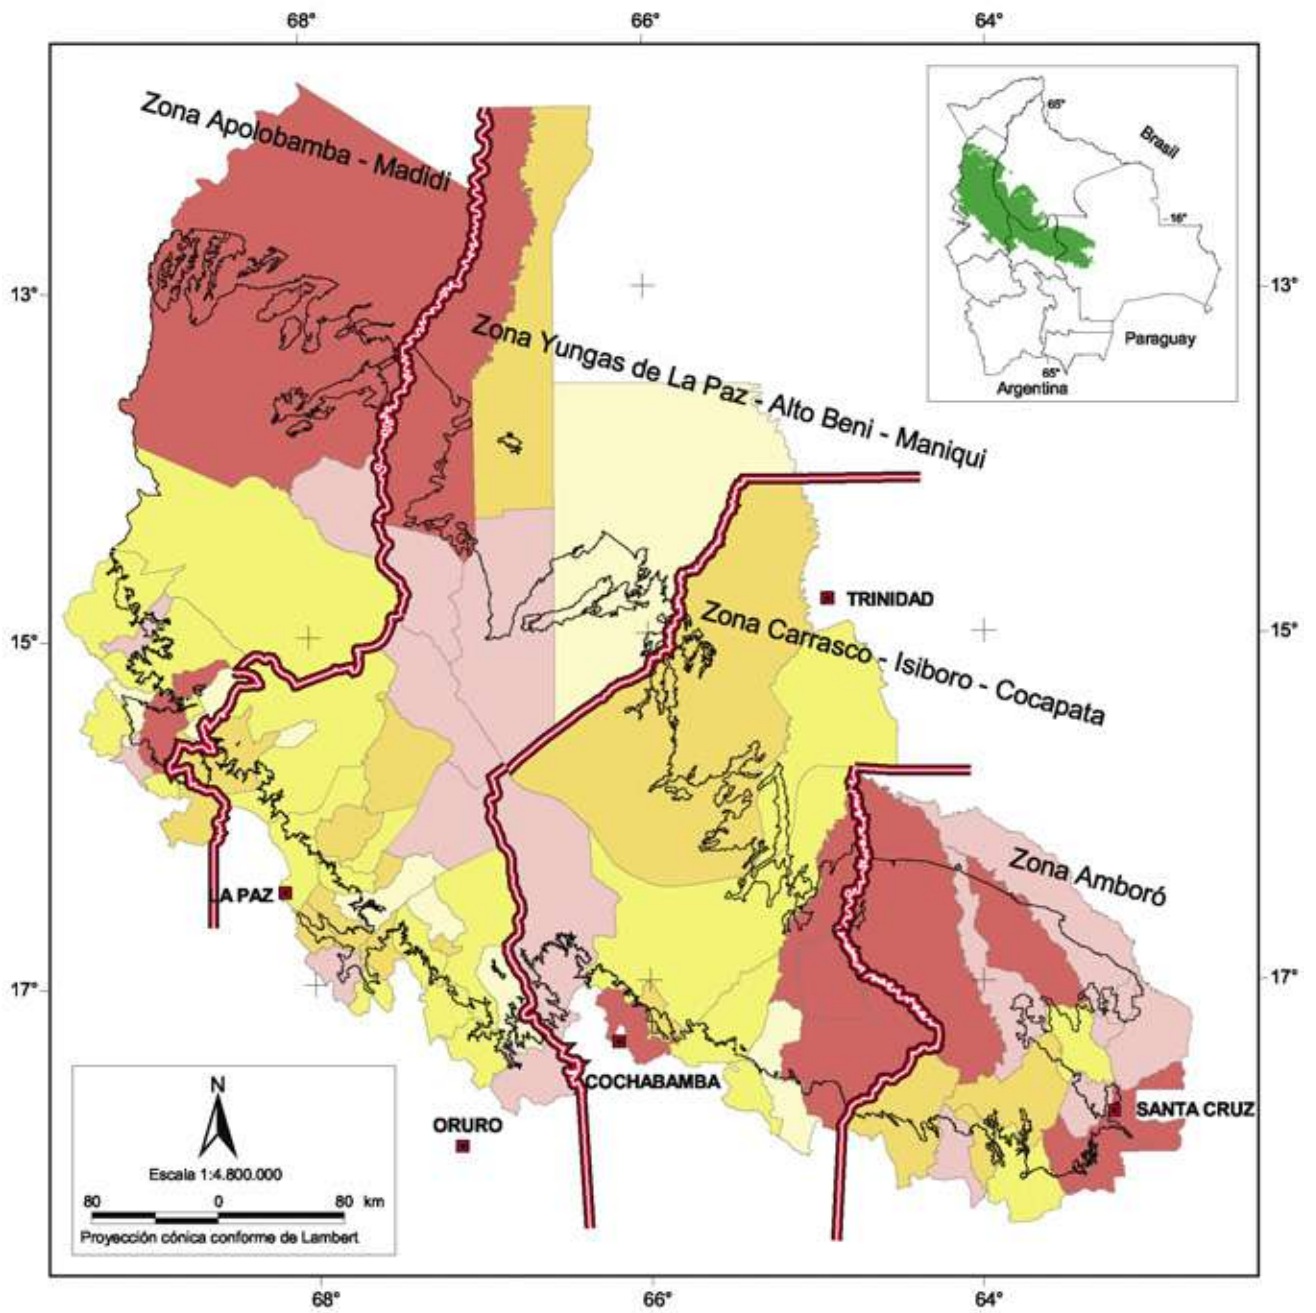 68°
66°
64°
Zona Apolobamba - Madidi
65°
Brasil
16°
13°
13°
Zona Yungas de La Paz - Alto Beni - Maniqui
Paraguay
65°
Argentina
TRINIDAD
Zona Carrasco - Isiboro - Cocapata
15°
15°
Zona Amboró
LA PAZ
17°
17°
N
COCHABAMBA
SANTA CRUZ
ORURO
Escala 1:4.800.000
80 0 80 km
Proyección cónica conforme de Lambert
68°
66°
64°